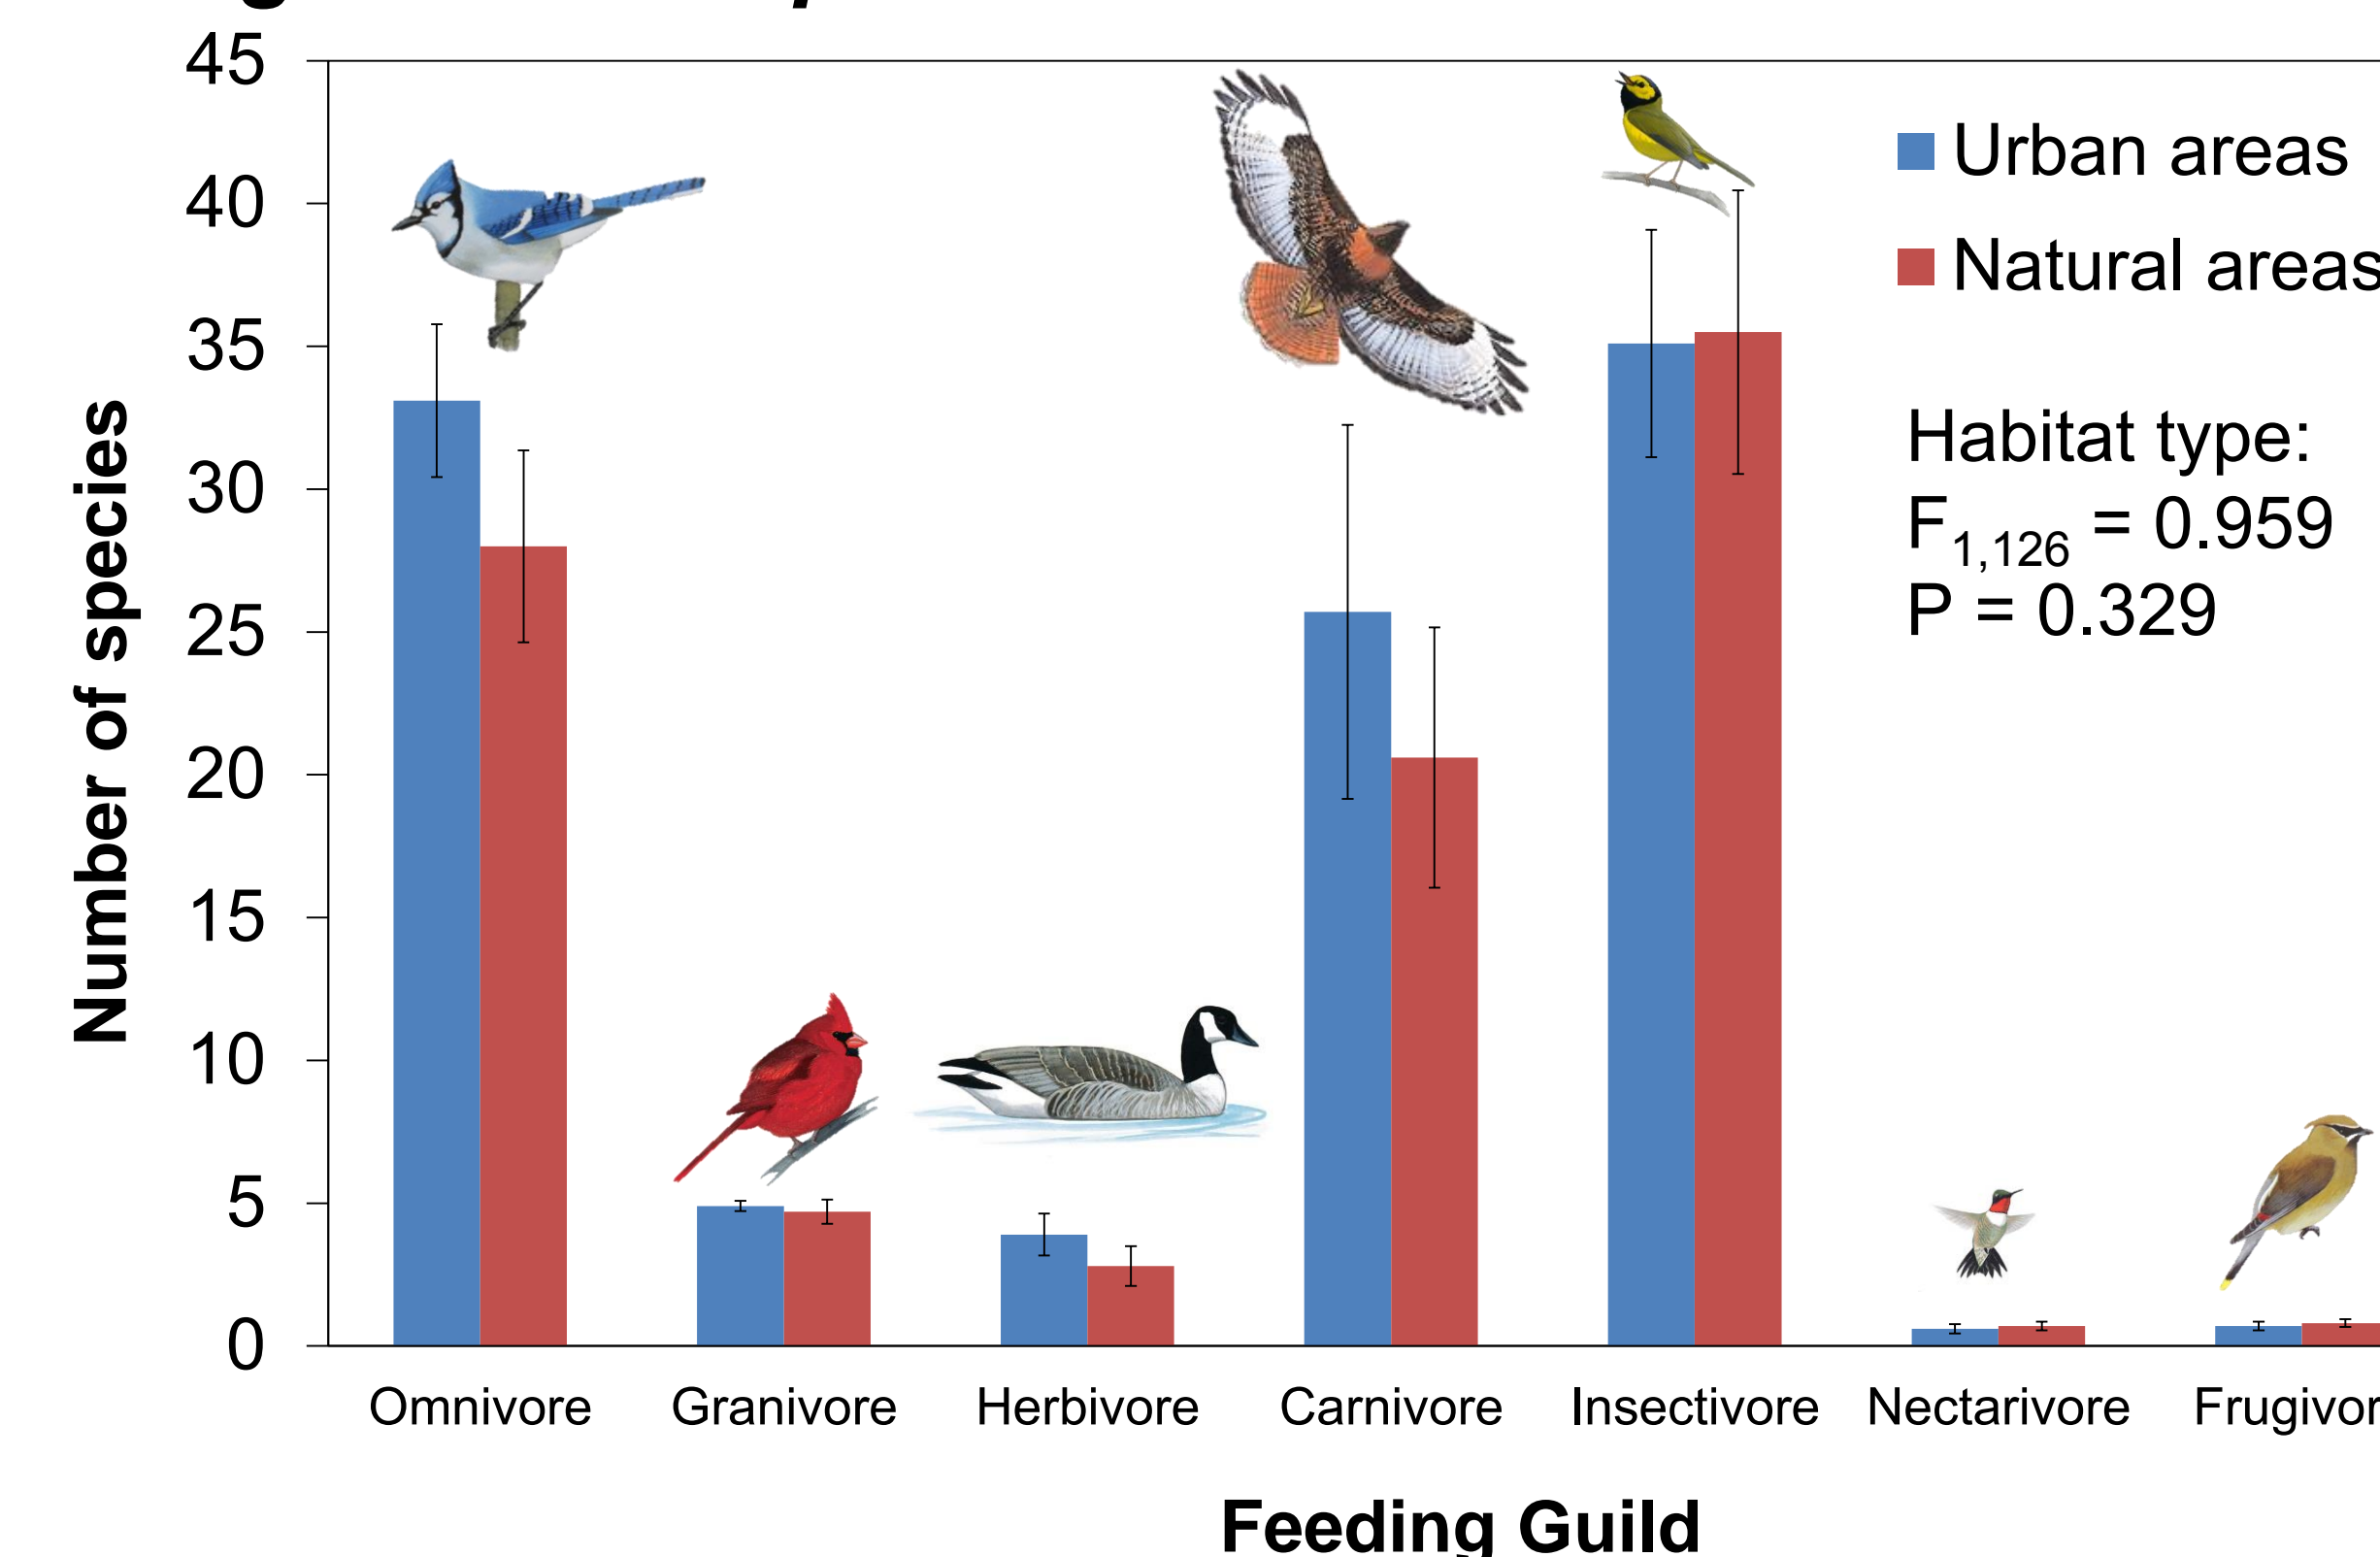 45
40
35
30
25
20
15
10
5
0
Number of species
Urban areas
Natural areas
Habitat type:
F1,126 = 0.959
P = 0.329
Omnivore Granivore Herbivore Carnivore Insectivore Nectarivore
Feeding Guild